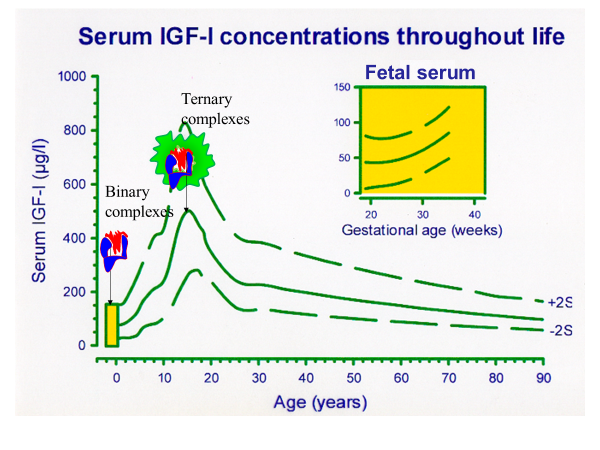 Serum IGF-I concentrations throughout life
Fetal serum
150
100
50
0
20 30 40
Gestational age (weeks)
Ternary
complexes
Binary
complexes
Serum IGF-I (µg/l)
1000
800
600
400
200
0
+2S
-2S
0 10 20 30 40 50 60 70 80 90
Age (years)